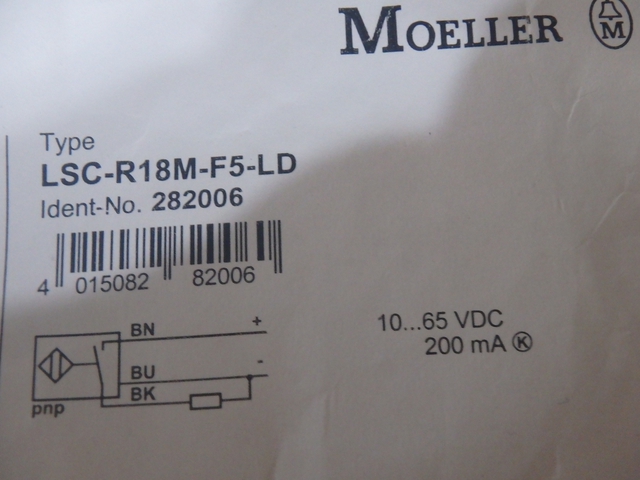 MOELLER
M
Type
LSC-R18M-F5-LD
Ident-No. 282006
4 015082 82006
10...65 VDC
200 mA Ⓚ
BN +
BU -
BK
pnp